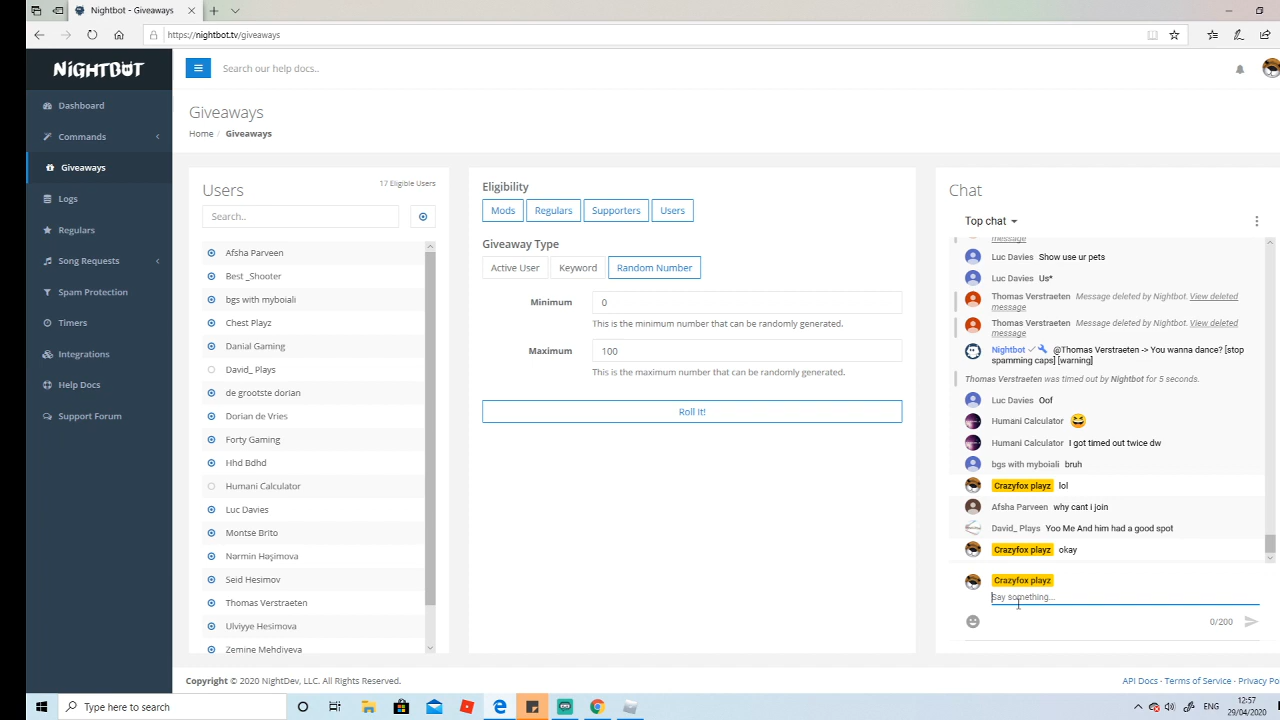 Nightbot - Giveaways
https://nightbot.tv/giveaways
NIGHTBOT
Search our help docs..
Dashboard
Commands
Giveaways
Logs
Regulars
Song Requests
Spam Protection
Timers
Integrations
Help Docs
Support Forum
Giveaways
Home / Giveaways
Users
17 Eligible Users
Search..
Afsha Parveen
Best _Shooter
bgs with myboiali
Chest Playz
Danial Gaming
David_ Plays
de grootste dorian
Dorian de Vries
Forty Gaming
Hhd Bdhd
Humani Calculator
Luc Davies
Montse Brito
Nərmin Həşimova
Seid Hesimov
Thomas Verstraeten
Ulviyye Hesimova
Zemine Mehdiyeva
Eligibility
Mods Regulars Supporters Users
Giveaway Type
Active User Keyword Random Number
Minimum 0
This is the minimum number that can be randomly generated.
Maximum 100
This is the maximum number that can be randomly generated.
Roll It!
Chat
Top chat
message
Luc Davies Show use ur pets
Luc Davies Us*
Thomas Verstraeten Message deleted by Nightbot. View deleted
message
Thomas Verstraeten Message deleted by Nightbot. View deleted
message
Nightbot @Thomas Verstraeten -> You wanna dance? [stop
spamming caps] [warning]
Thomas Verstraeten was timed out by Nightbot for 5 seconds.
Luc Davies Oof
Humani Calculator 😆
Humani Calculator I got timed out twice dw
bgs with myboiali bruh
Crazyfox playz lol
Afsha Parveen why cant i join
David_ Plays Yoo Me And him had a good spot
Crazyfox playz okay
Crazyfox playz
Say something...
0/200
Copyright © 2020 NightDev, LLC. All Rights Reserved.
API Docs - Terms of Service - Privacy Po
Type here to search
ENG
12:57
29/04/2020